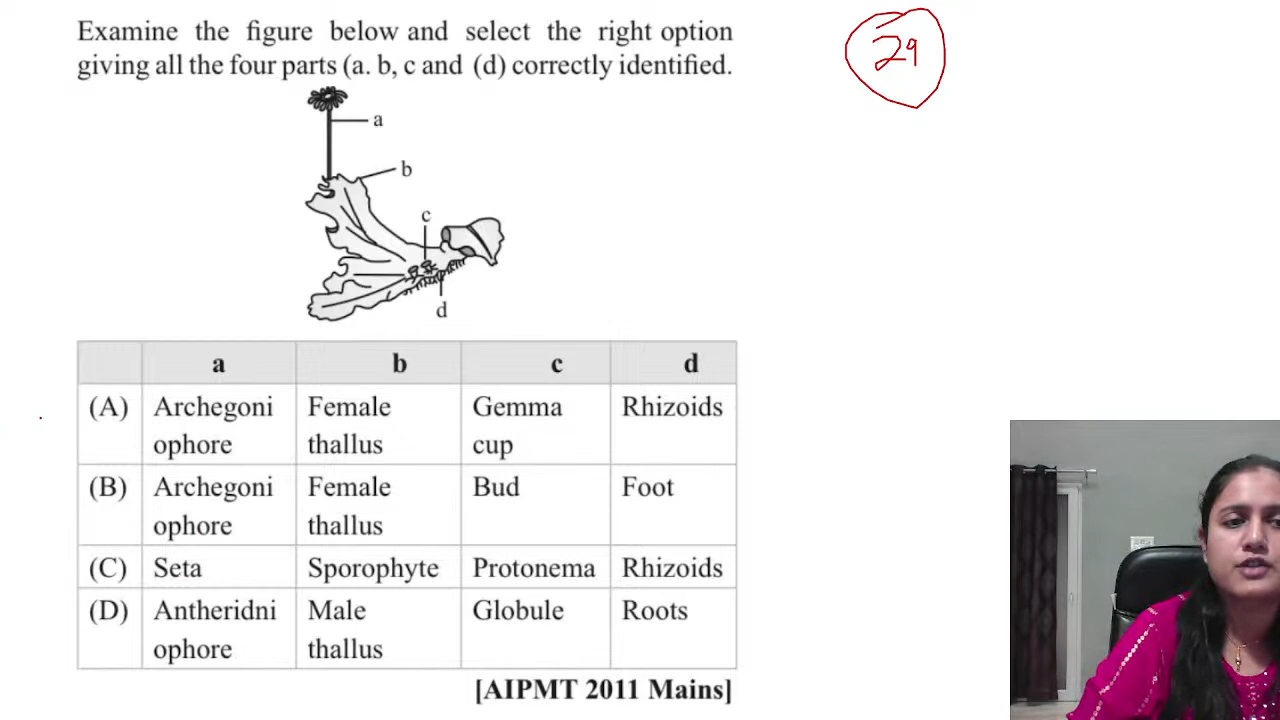 Examine the figure below and select the right option
giving all the four parts (a. b, c and (d) correctly identified.
29
a
b
c
d
a b c d
(A) Archegoni Female Gemma Rhizoids
ophore thallus cup
(B) Archegoni Female Bud Foot
ophore thallus
(C) Seta Sporophyte Protonema Rhizoids
(D) Antheridni Male Globule Roots
ophore thallus
[AIPMT 2011 Mains]